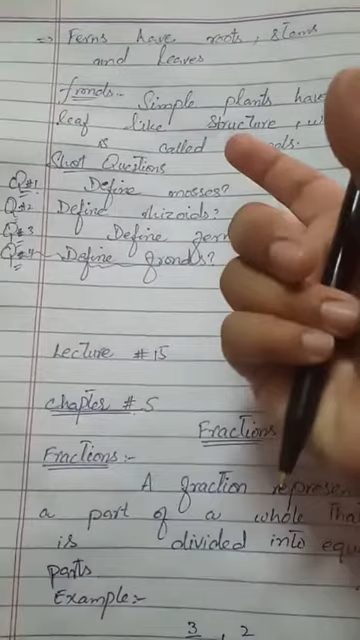 => Ferns have roots, stems
and leaves
fronds:- Simple plants have
leaf like structure,
is called
Short Questions
Q#1 Define mosses?
Q#2 Define rhizoids?
Q#3 Define
Q#4 Define fronds?
Lecture #15
Chapter #5
Fractions
Fractions:-
A fraction
a part of a whole that
is divided into
parts
Example:-
3 , 2